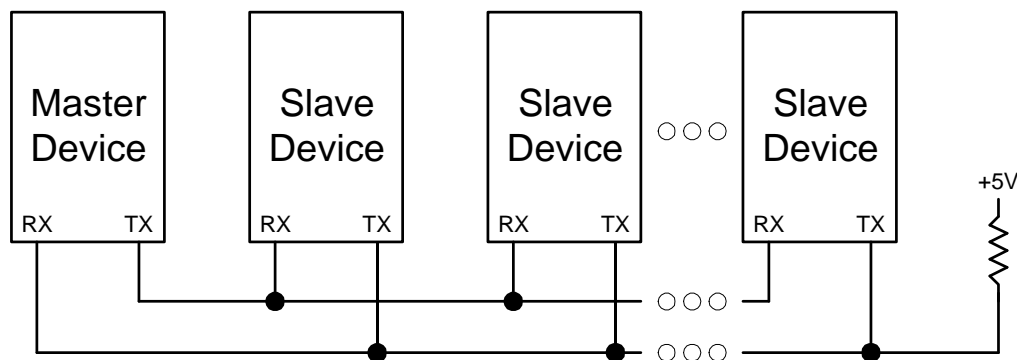 Master
Device
Slave
Device
Slave
Device
Slave
Device
+5V
RX TX
RX TX
RX TX
RX TX